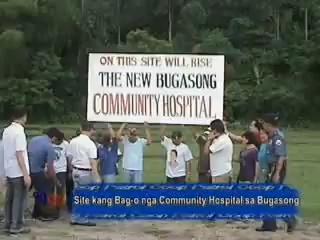 ON THIS SITE WILL RISE
THE NEW BUGASONG
COMMUNITY HOSPITAL
Site kang Bag-o nga Community Hospital sa Bugasong